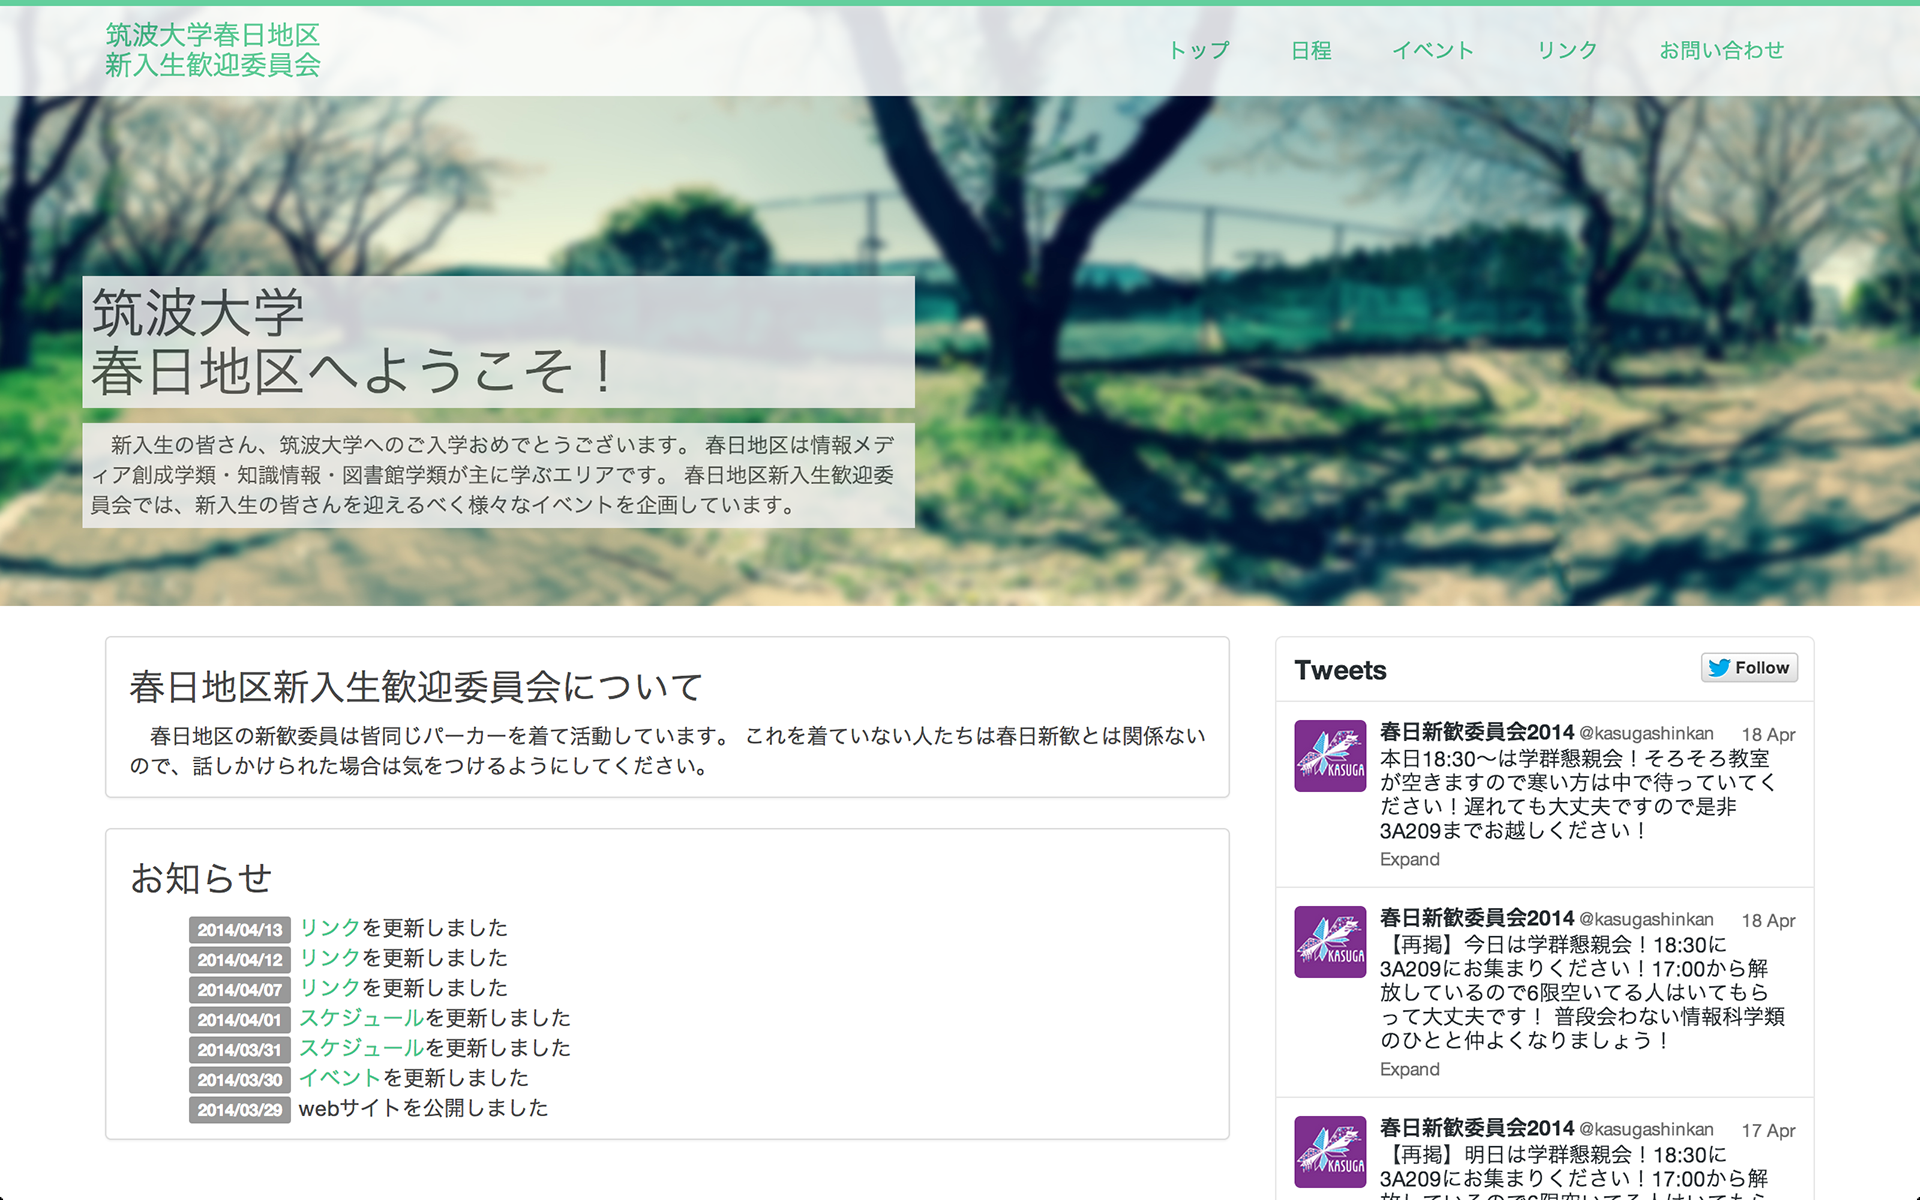 筑波大学春日地区
新入生歓迎委員会
トップ 日程 イベント リンク お問い合わせ
筑波大学
春日地区へようこそ！
新入生の皆さん、筑波大学へのご入学おめでとうございます。 春日地区は情報メデ
ィア創成学類・知識情報・図書館学類が主に学ぶエリアです。 春日地区新入生歓迎委
員会では、新入生の皆さんを迎えるべく様々なイベントを企画しています。
春日地区新入生歓迎委員会について
春日地区の新歓委員は皆同じパーカーを着て活動しています。 これを着ていない人たちは春日新歓とは関係ない
ので、話しかけられた場合は気をつけるようにしてください。
お知らせ
2014/04/13 リンクを更新しました
2014/04/12 リンクを更新しました
2014/04/07 リンクを更新しました
2014/04/01 スケジュールを更新しました
2014/03/31 スケジュールを更新しました
2014/03/30 イベントを更新しました
2014/03/29 webサイトを公開しました
Tweets Follow
KASUGA
春日新歓委員会2014 @kasugashinkan 18 Apr
本日18:30〜は学群懇親会！そろそろ教室
が空きますので寒い方は中で待っていてく
ださい！遅れても大丈夫ですので是非
3A209までお越しください！
Expand
KASUGA
春日新歓委員会2014 @kasugashinkan 18 Apr
【再掲】今日は学群懇親会！18:30に
3A209にお集まりください！17:00から解
放しているので6限空いてる人はいてもら
って大丈夫です！ 普段会わない情報科学類
のひとと仲よくなりましょう！
Expand
KASUGA
春日新歓委員会2014 @kasugashinkan 17 Apr
【再掲】明日は学群懇親会！18:30に
3A209にお集まりください！17:00から解